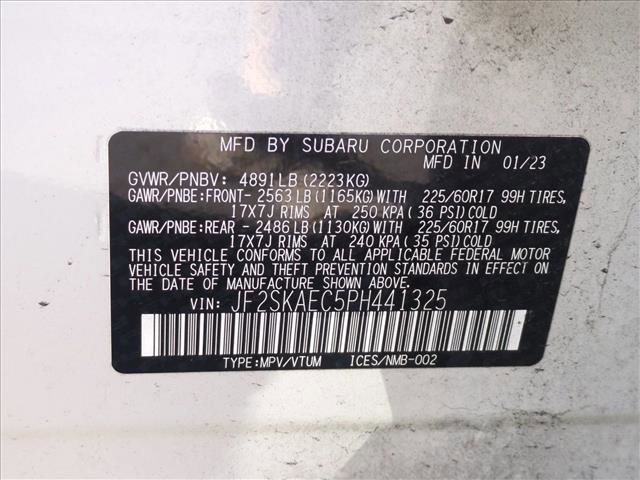 MFD BY SUBARU CORPORATION
MFD IN 01/23
GVWR/PNBV: 4891LB(2223KG)
GAWR/PNBE:FRONT- 2563LB(1165KG)WITH 225/60R17 99H TIRES,
17X7J RIMS AT 250 KPA(36 PSI)COLD
GAWR/PNBE:REAR - 2486LB(1130KG)WITH 225/60R17 99H TIRES,
17X7J RIMS AT 240 KPA(35 PSI)COLD
THIS VEHICLE CONFORMS TO ALL APPLICABLE FEDERAL MOTOR
VEHICLE SAFETY AND THEFT PREVENTION STANDARDS IN EFFECT ON
THE DATE OF MANUFACTURE SHOWN ABOVE.
VIN: JF2SKAEC5PH441325
TYPE:MPV/VTUM ICES/NMB-002